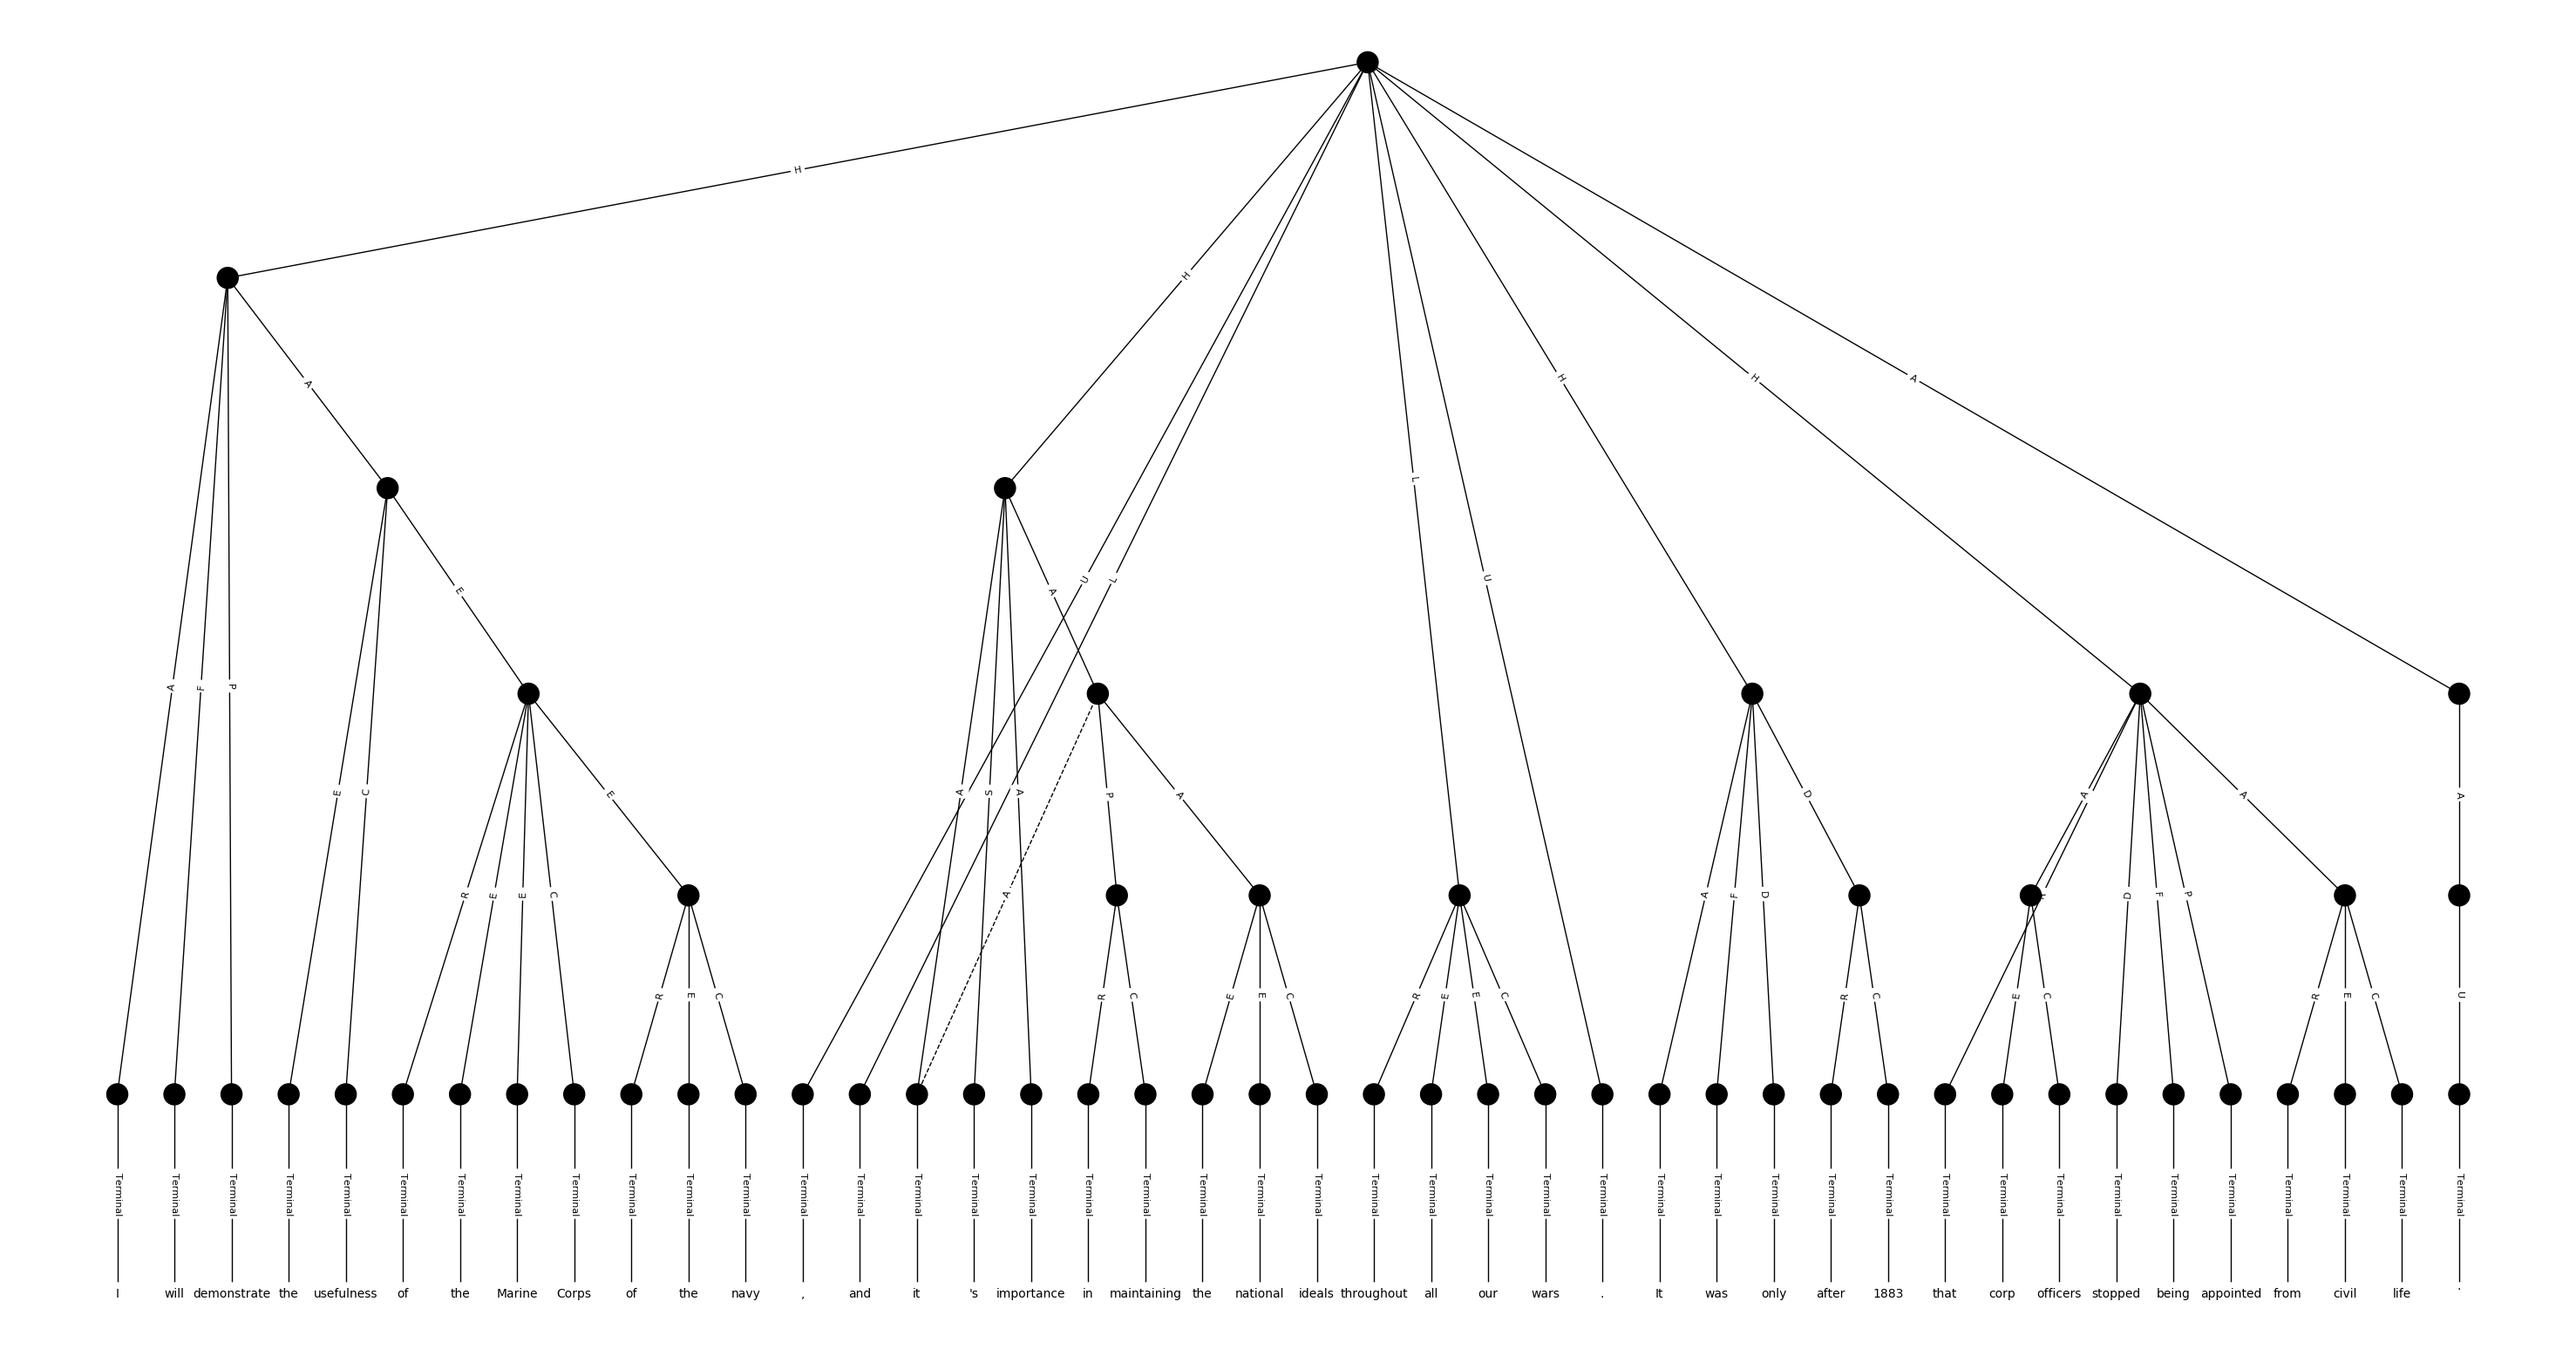 H
H
H
H
A
A
L
U
U
L
E
A
A
F
P
E
C
E
A
S
A
P
A
D
A
A
A
R
E
E
C
A
A
F
D
F
D
F
P
R
E
C
R
C
E
E
C
R
E
E
C
R
C
E
C
R
E
C
U
Terminal Terminal Terminal Terminal Terminal Terminal Terminal Terminal Terminal Terminal Terminal Terminal Terminal Terminal Terminal Terminal Terminal Terminal Terminal Terminal Terminal Terminal Terminal Terminal Terminal Terminal Terminal Terminal Terminal Terminal Terminal Terminal Terminal Terminal Terminal Terminal Terminal Terminal Terminal Terminal Terminal Terminal
I will demonstrate the usefulness of the Marine Corps of the navy , and it 's importance in maintaining the national ideals throughout all our wars . It was only after 1883 that corp officers stopped being appointed from civil life .